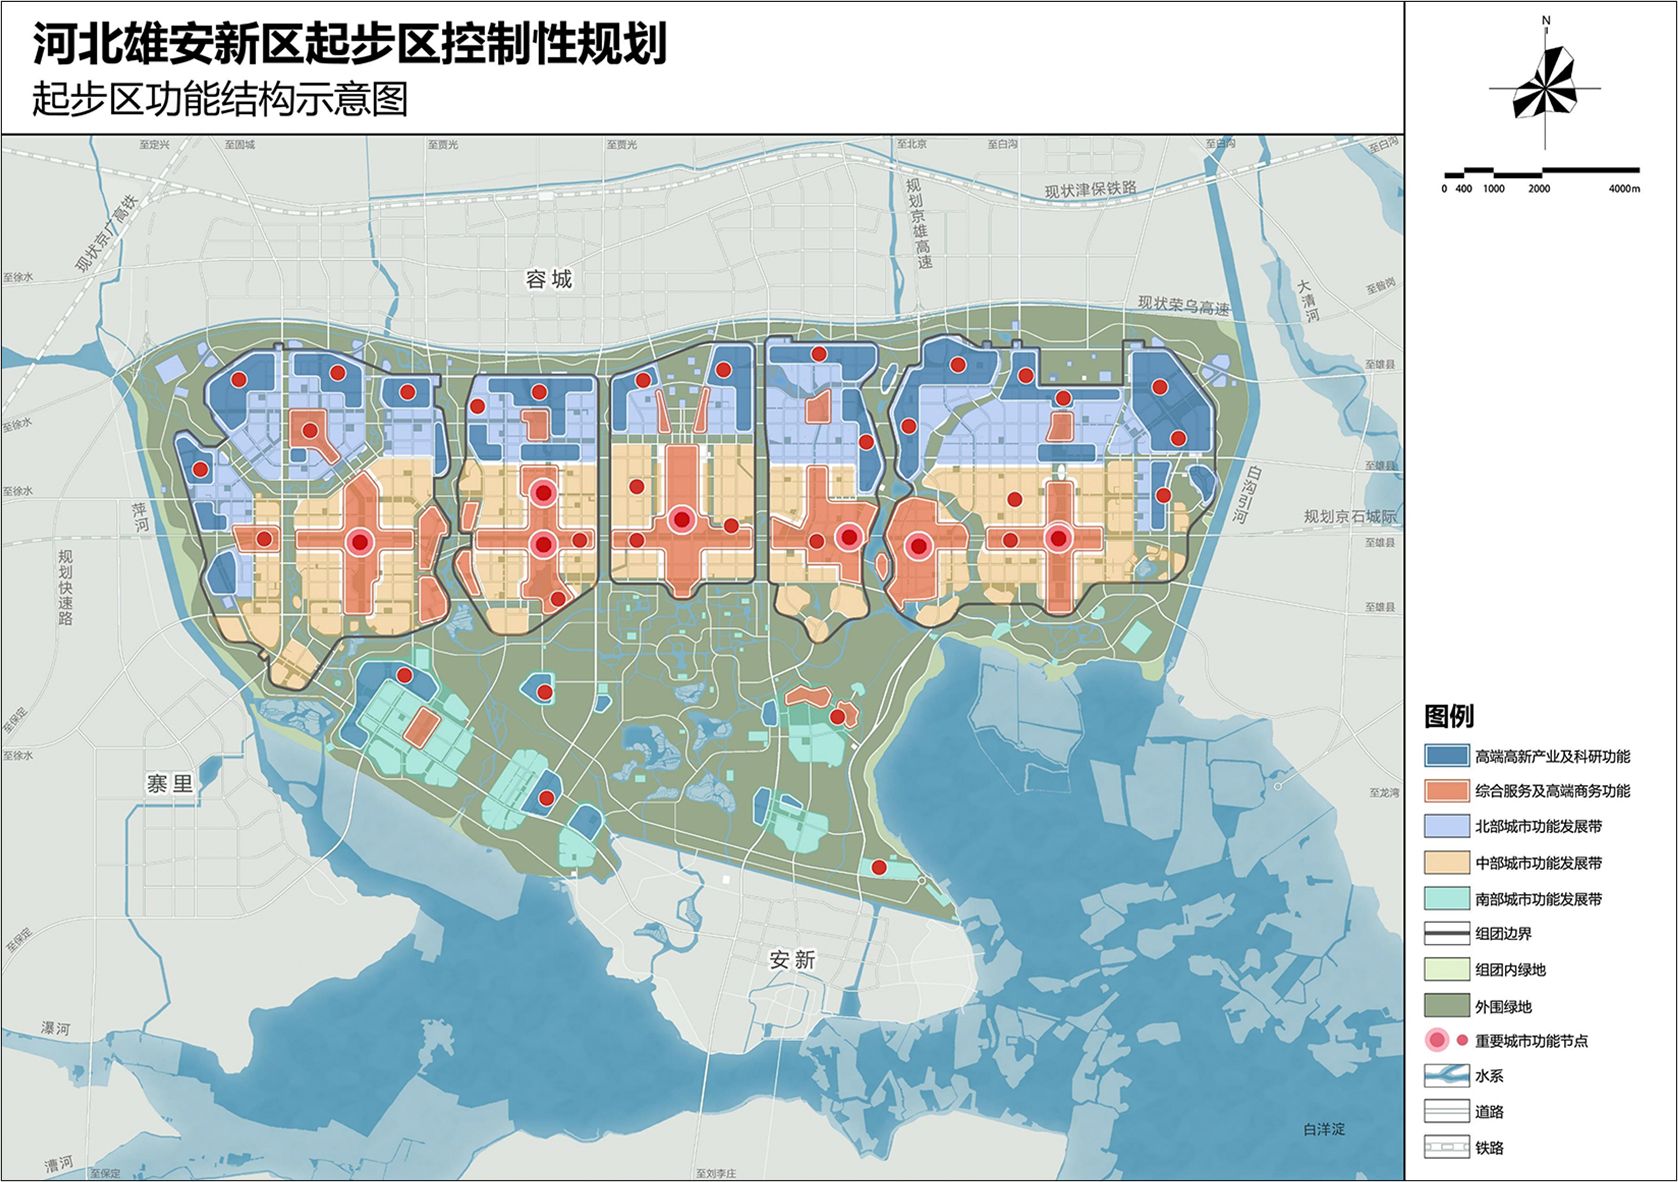 河北雄安新区起步区控制性规划
起步区功能结构示意图
N
0 400 1000 2000 4000m
至定兴
至固城
至贾光
至贾光
至北京
至白沟
至白沟
至白沟
现状京广高铁
规划京雄高速
现状津保铁路
至徐水
容城
现状荣乌高速
大清河
至昝岗
至雄县
至徐水
至雄县
至徐水
萍河
白沟引河
规划京石城际
至雄县
规划快速路
至雄县
至保定
至徐水
寨里
至龙湾
至保定
安新
瀑河
白洋淀
漕河
至保定
至刘李庄
图例
高端高新产业及科研功能
综合服务及高端商务功能
北部城市功能发展带
中部城市功能发展带
南部城市功能发展带
组团边界
组团内绿地
外围绿地
重要城市功能节点
水系
道路
铁路